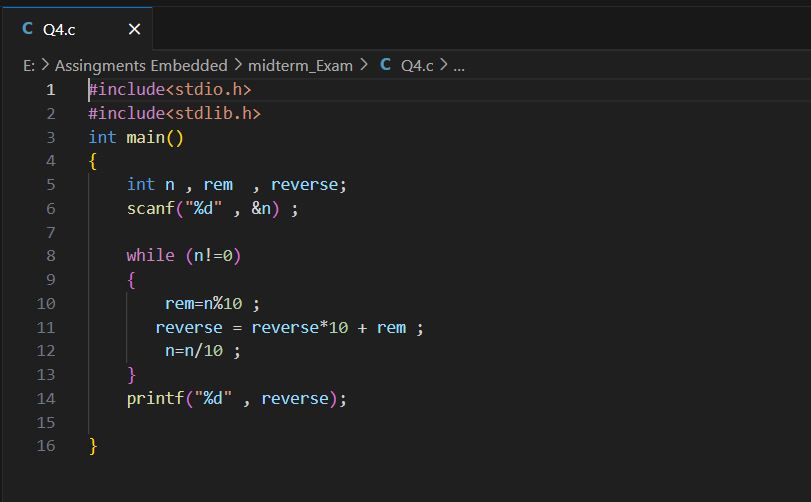 C Q4.c ×
E: > Assingments Embedded > midterm_Exam > C Q4.c > ...
1 #include<stdio.h>
2 #include<stdlib.h>
3 int main()
4 {
5     int n , rem  , reverse;
6     scanf("%d" , &n) ;
7
8     while (n!=0)
9     {
10         rem=n%10 ;
11        reverse = reverse*10 + rem ;
12         n=n/10 ;
13     }
14     printf("%d" , reverse);
15
16 }